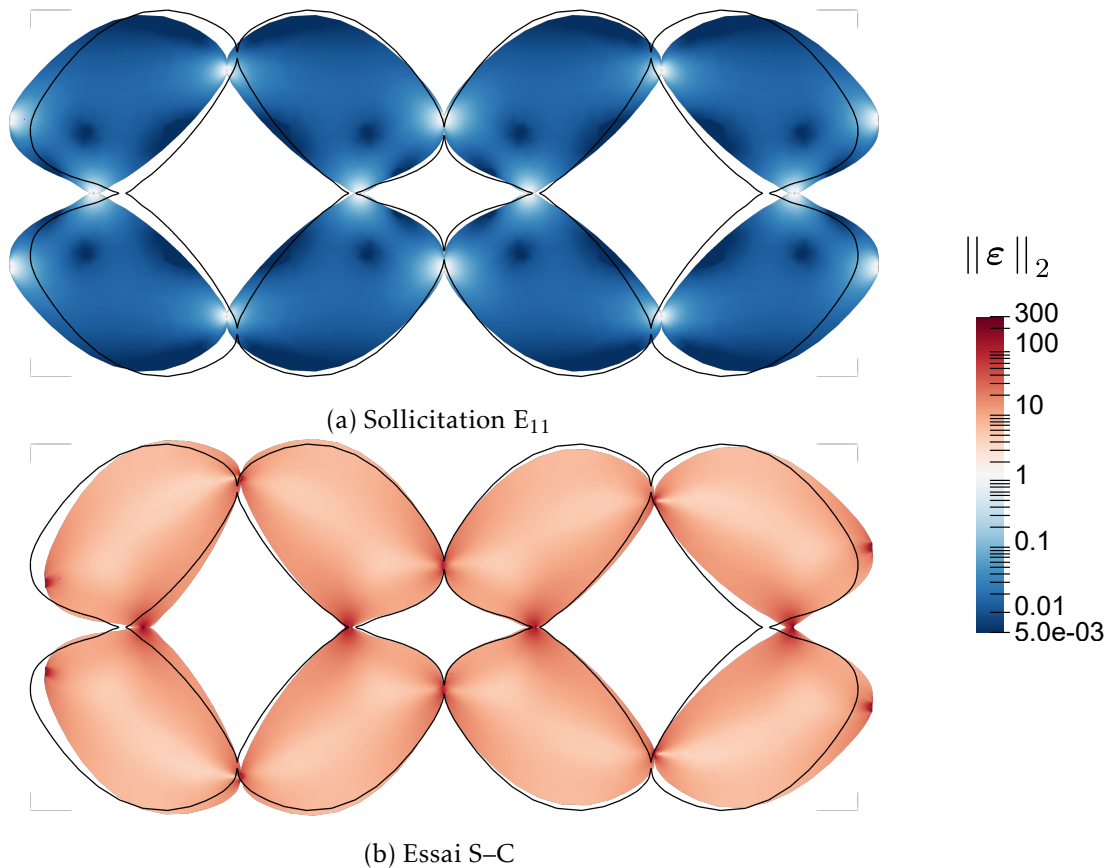 (a) Sollicitation E₁₁
‖ε‖₂
300
100
10
1
0.1
0.01
5.0e-03
(b) Essai S–C